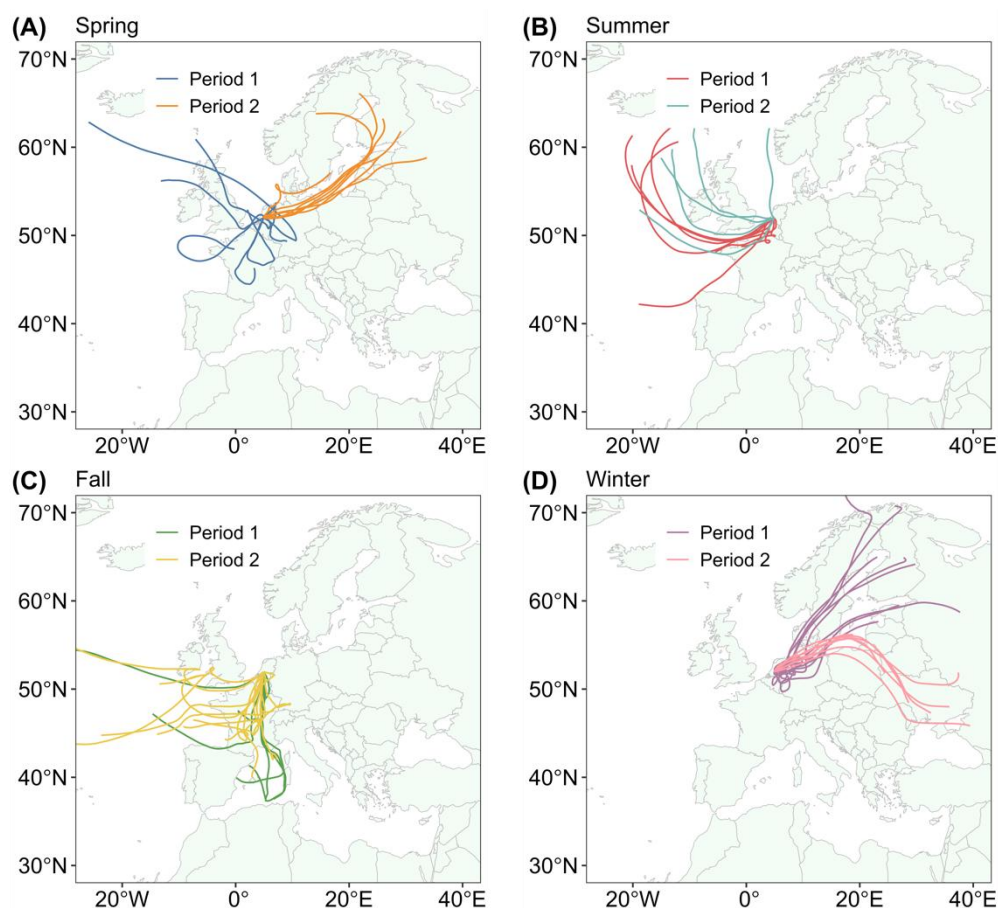 (A) Spring
70°N
Period 1
Period 2
60°N
50°N
40°N
30°N
20°W 0° 20°E 40°E
(B) Summer
70°N
Period 1
Period 2
60°N
50°N
40°N
30°N
20°W 0° 20°E 40°E
(C) Fall
70°N
Period 1
Period 2
60°N
50°N
40°N
30°N
20°W 0° 20°E 40°E
(D) Winter
70°N
Period 1
Period 2
60°N
50°N
40°N
30°N
20°W 0° 20°E 40°E